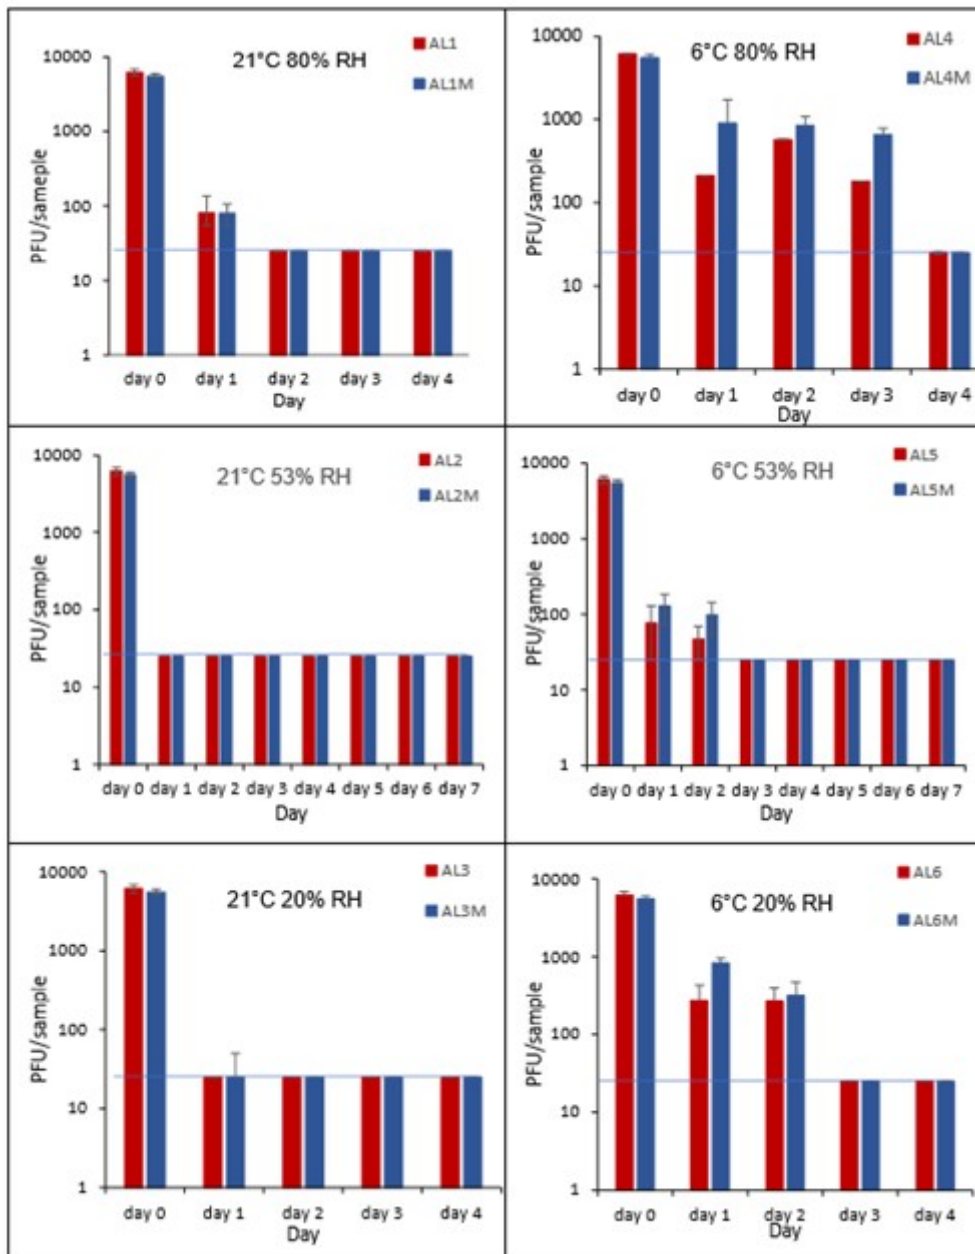 21°C 80% RH
AL1
AL1M
PFU/sameple
10000
1000
100
10
1
day 0 day 1 day 2 day 3 day 4
Day
6°C 80% RH
AL4
AL4M
PFU/sample
10000
1000
100
10
1
day 0 day 1 day 2 day 3 day 4
Day
21°C 53% RH
AL2
AL2M
PFU/sample
10000
1000
100
10
1
day 0 day 1 day 2 day 3 day 4 day 5 day 6 day 7
Day
6°C 53% RH
AL5
AL5M
PFU/sample
10000
1000
100
10
1
day 0 day 1 day 2 day 3 day 4 day 5 day 6 day 7
Day
21°C 20% RH
AL3
AL3M
PFU/sample
10000
1000
100
10
1
day 0 day 1 day 2 day 3 day 4
Day
6°C 20% RH
AL6
AL6M
PFU/sample
10000
1000
100
10
1
day 0 day 1 day 2 day 3 day 4
Day